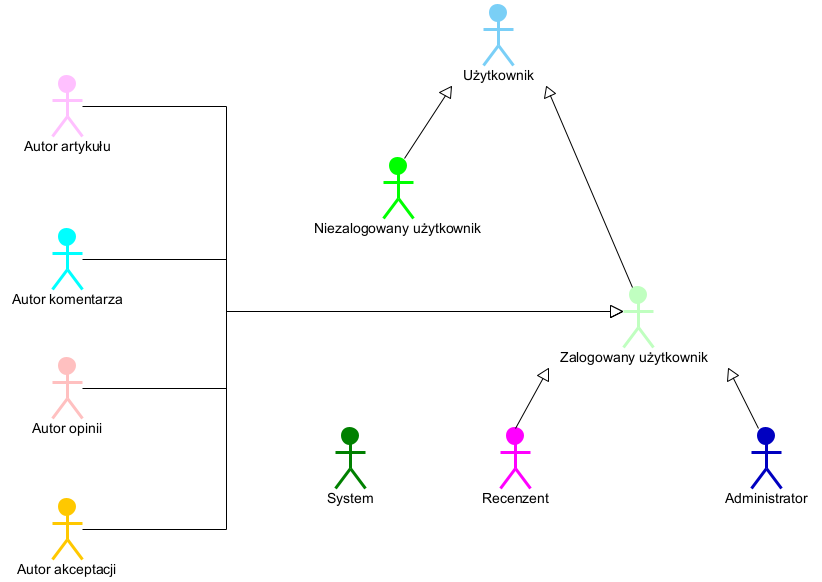 Użytkownik
Autor artykułu
Niezalogowany użytkownik
Autor komentarza
Zalogowany użytkownik
Autor opinii
System
Recenzent
Administrator
Autor akceptacji